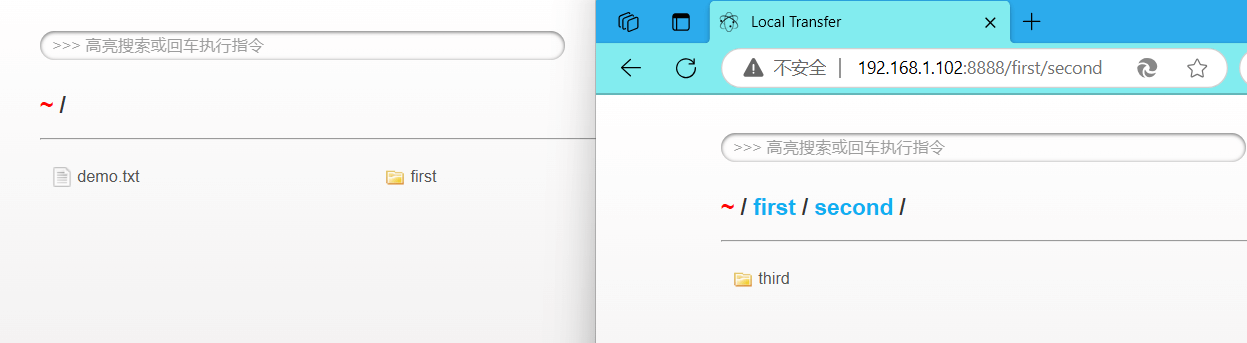 >>> 高亮搜索或回车执行指令
~ /
demo.txt
first
Local Transfer
不安全 | 192.168.1.102:8888/first/second
>>> 高亮搜索或回车执行指令
~ / first / second /
third